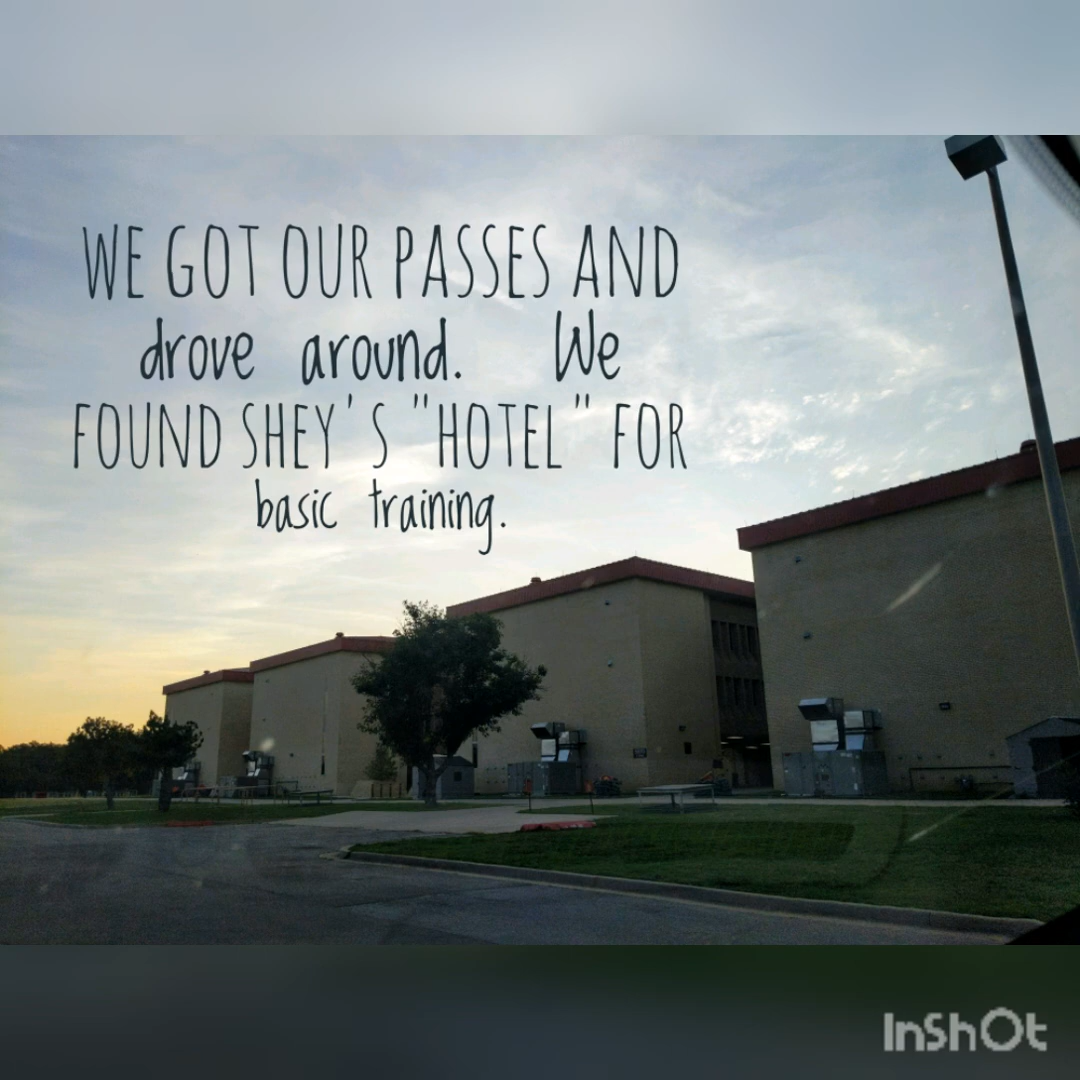 WE GOT OUR PASSES AND
drove around. We
FOUND SHEY'S "HOTEL" FOR
basic training.
InShOt